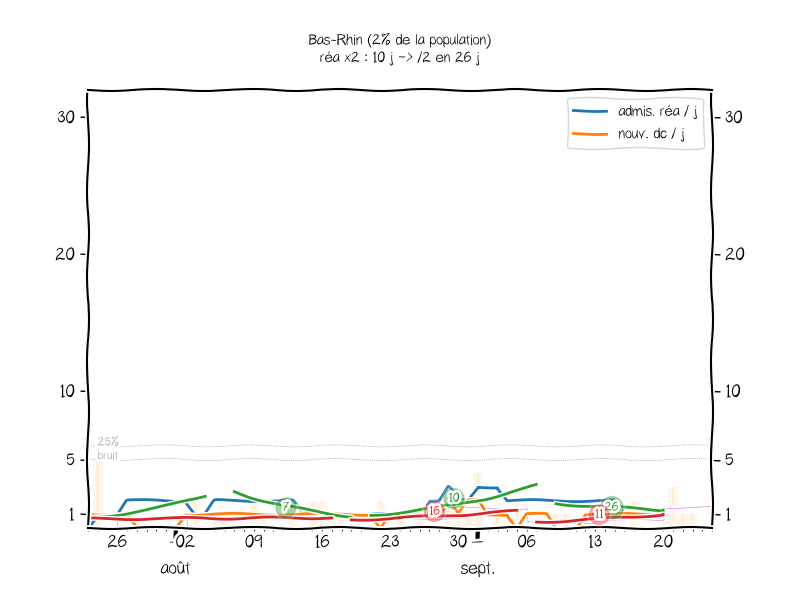 Bas-Rhin (2% de la population)
réa x2 : 10 j -> /2 en 26 j
admis. réa / j
nouv. dc / j
30 30
20 20
10 10
25%
bruit
5 5
10
7 16 26
11
1 1
26 02 09 16 23 30 06 13 20
août sept.